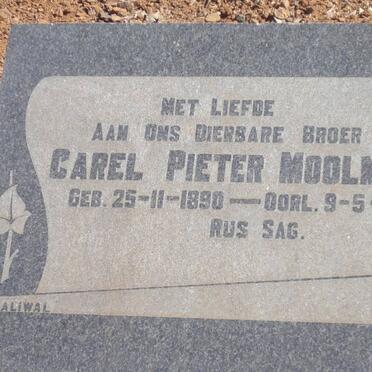 MET LIEFDE
AAN ONS DIERBARE BROER
CAREL PIETER MOOLM
GEB. 25-11-1890 — OORL. 9-5-
RUS SAG.
ALIWAL